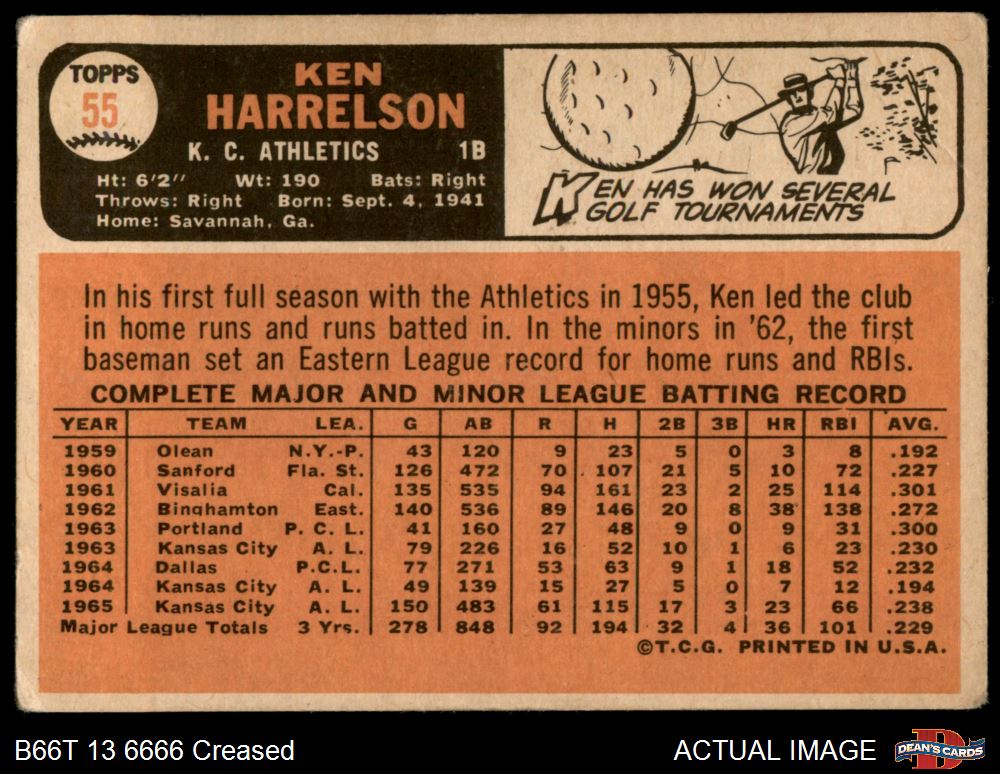 TOPPS
55
KEN
HARRELSON
K. C. ATHLETICS 1B
Ht: 6'2" Wt: 190 Bats: Right
Throws: Right Born: Sept. 4, 1941
Home: Savannah, Ga.
KEN HAS WON SEVERAL
GOLF TOURNAMENTS
In his first full season with the Athletics in 1955, Ken led the club
in home runs and runs batted in. In the minors in '62, the first
baseman set an Eastern League record for home runs and RBIs.
COMPLETE MAJOR AND MINOR LEAGUE BATTING RECORD
YEAR TEAM LEA. G AB R H 2B 3B HR RBI AVG.
1959 Olean N.Y.-P. 43 120 9 23 5 0 3 8 .192
1960 Sanford Fla. St. 126 472 70 107 21 5 10 72 .227
1961 Visalia Cal. 135 535 94 161 23 2 25 114 .301
1962 Binghamton East. 140 536 89 146 20 8 38 138 .272
1963 Portland P. C. L. 41 160 27 48 9 0 9 31 .300
1963 Kansas City A. L. 79 226 16 52 10 1 6 23 .230
1964 Dallas P.C.L. 77 271 53 63 9 1 18 52 .232
1964 Kansas City A. L. 49 139 15 27 5 0 7 12 .194
1965 Kansas City A. L. 150 483 61 115 17 3 23 66 .238
Major League Totals 3 Yrs. 278 848 92 194 32 4 36 101 .229
©T.C.G. PRINTED IN U.S.A.
B66T 13 6666 Creased
ACTUAL IMAGE
D
DEAN'S CARDS